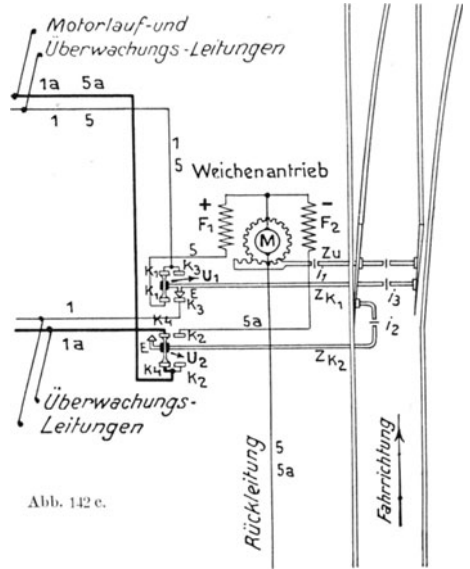 Motorlauf-und
Überwachungs-Leitungen
1a 5a
1 5
1
5
Weichenantrieb
+ −
F1 F2
M
5
Zu
i1
K1 K3
U1
K1 E
K3
ZK1
i3
1
K4 K2
5a
i2
1a
E
U2
ZK2
K4 K2
Überwachungs-
Leitungen
Rückleitung
5
5a
Fahrrichtung
Abb. 142 e.